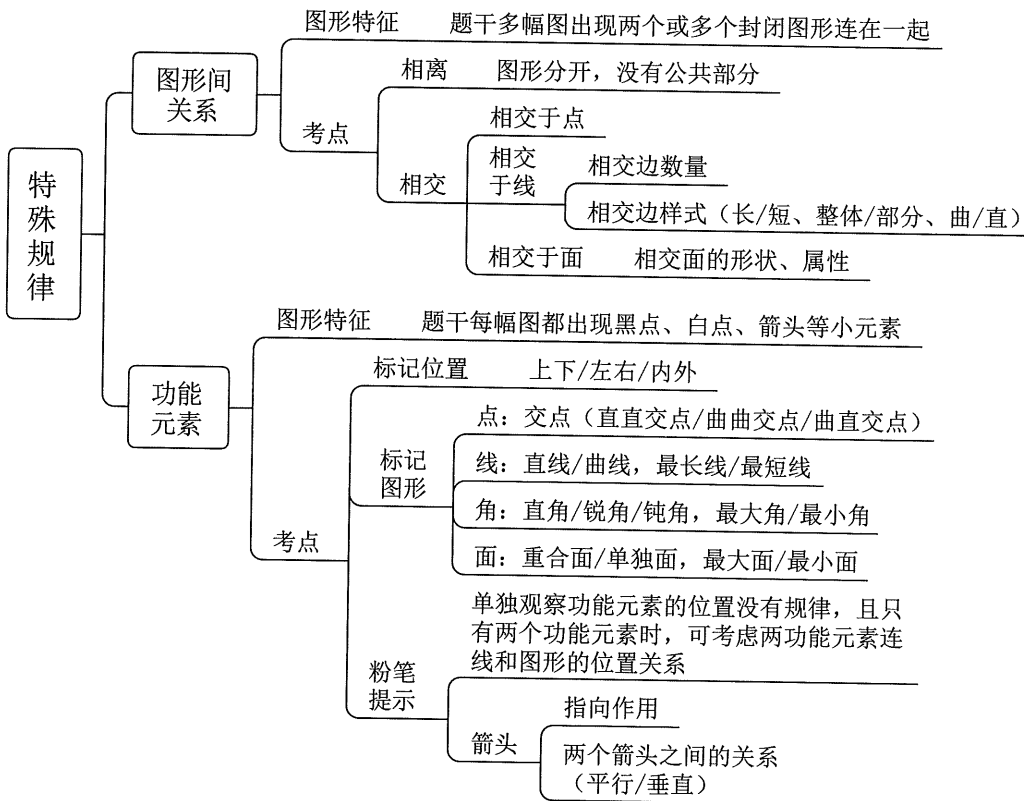 特殊规律
图形间
关系
图形特征 题干多幅图出现两个或多个封闭图形连在一起
考点
相离 图形分开，没有公共部分
相交
相交于点
相交
于线
相交边数量
相交边样式（长/短、整体/部分、曲/直）
相交于面 相交面的形状、属性
功能
元素
图形特征 题干每幅图都出现黑点、白点、箭头等小元素
考点
标记位置 上下/左右/内外
标记
图形
点：交点（直直交点/曲曲交点/曲直交点）
线：直线/曲线，最长线/最短线
角：直角/锐角/钝角，最大角/最小角
面：重合面/单独面，最大面/最小面
粉笔
提示
单独观察功能元素的位置没有规律，且只
有两个功能元素时，可考虑两功能元素连
线和图形的位置关系
箭头
指向作用
两个箭头之间的关系
（平行/垂直）